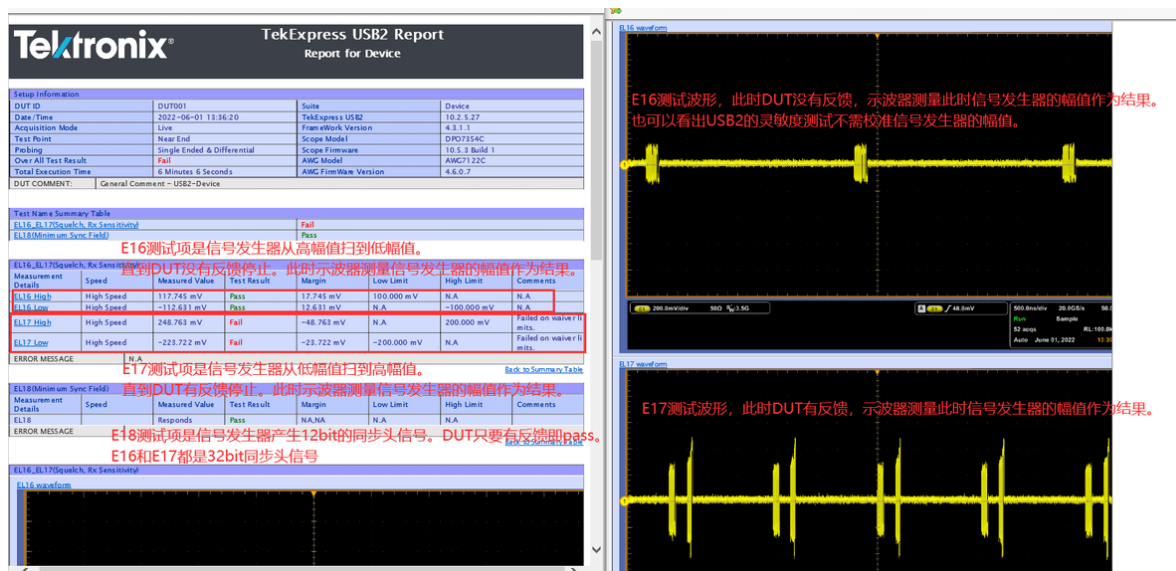 Tektronix®
TekExpress USB2 Report
Report for Device
Setup Information
DUT ID DUT001 Suite Device
Date/Time 2022-06-01 13:36:20 TekExpress USB2 10.2.5.27
Acquisition Mode Live FrameWork Version 4.3.1.1
Test Point Near End Scope Model DPO7354C
Probing Single Ended & Differential Scope Firmware 10.5.3 Build 1
Over All Test Result Fail AWG Model AWG7122C
Total Execution Time 6 Minutes 6 Seconds AWG FirmWare Version 4.6.0.7
DUT COMMENT: General Comment - USB2-Device
Test Name Summary Table
EL16_EL17(Squelch, Rx Sensitivity) Fail
EL18(Minimum Sync Field) Pass
E16测试项是信号发生器从高幅值扫到低幅值。
直到DUT没有反馈停止。此时示波器测量信号发生器的幅值作为结果。
EL16_EL17(Squelch, Rx Sensitivity)
Measurement Details Speed Measured Value Test Result Margin Low Limit High Limit Comments
EL16 High High Speed 117.745 mV Pass 17.745 mV 100.000 mV N.A N.A
EL16 Low High Speed -112.631 mV Pass 12.631 mV N.A -100.000 mV N.A
EL17 High High Speed 248.763 mV Fail -48.763 mV N.A 200.000 mV Failed on waiver limits.
EL17 Low High Speed -223.722 mV Fail -23.722 mV -200.000 mV N.A Failed on waiver limits.
ERROR MESSAGE N.A
Back to Summary Table
E17测试项是信号发生器从低幅值扫到高幅值。
直到DUT有反馈停止。此时示波器测量信号发生器的幅值作为结果。
EL18(Minimum Sync Field)
Measurement Details Speed Measured Value Test Result Margin Low Limit High Limit Comments
EL18 Responds Pass NA,NA N.A N.A N.A
ERROR MESSAGE
Back to Summary Table
E18测试项是信号发生器产生12bit的同步头信号。DUT只要有反馈即pass。
E16和E17都是32bit同步头信号
EL16_EL17(Squelch, Rx Sensitivity)
EL16 waveform
EL16 waveform
E16测试波形，此时DUT没有反馈，示波器测量此时信号发生器的幅值作为结果。
也可以看出USB2的灵敏度测试不需校准信号发生器的幅值。
200.0mV/div 50Ω 3.5G
A 48.0mV
500.0ns/div 20.0GS/s
Run Sample
52 acqs
Auto June 01, 2022
EL17 waveform
E17测试波形，此时DUT有反馈，示波器测量此时信号发生器的幅值作为结果。